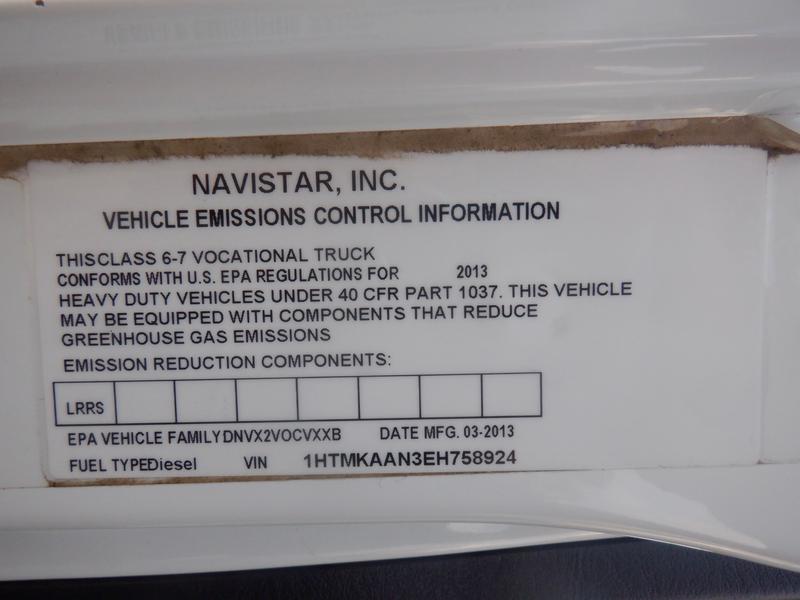 NAVISTAR, INC.
VEHICLE EMISSIONS CONTROL INFORMATION
THISCLASS 6-7 VOCATIONAL TRUCK
CONFORMS WITH U.S. EPA REGULATIONS FOR 2013
HEAVY DUTY VEHICLES UNDER 40 CFR PART 1037. THIS VEHICLE
MAY BE EQUIPPED WITH COMPONENTS THAT REDUCE
GREENHOUSE GAS EMISSIONS
EMISSION REDUCTION COMPONENTS:
LRRS
EPA VEHICLE FAMILYDNVX2VOCVXXB DATE MFG. 03-2013
FUEL TYPEDiesel VIN 1HTMKAAN3EH758924